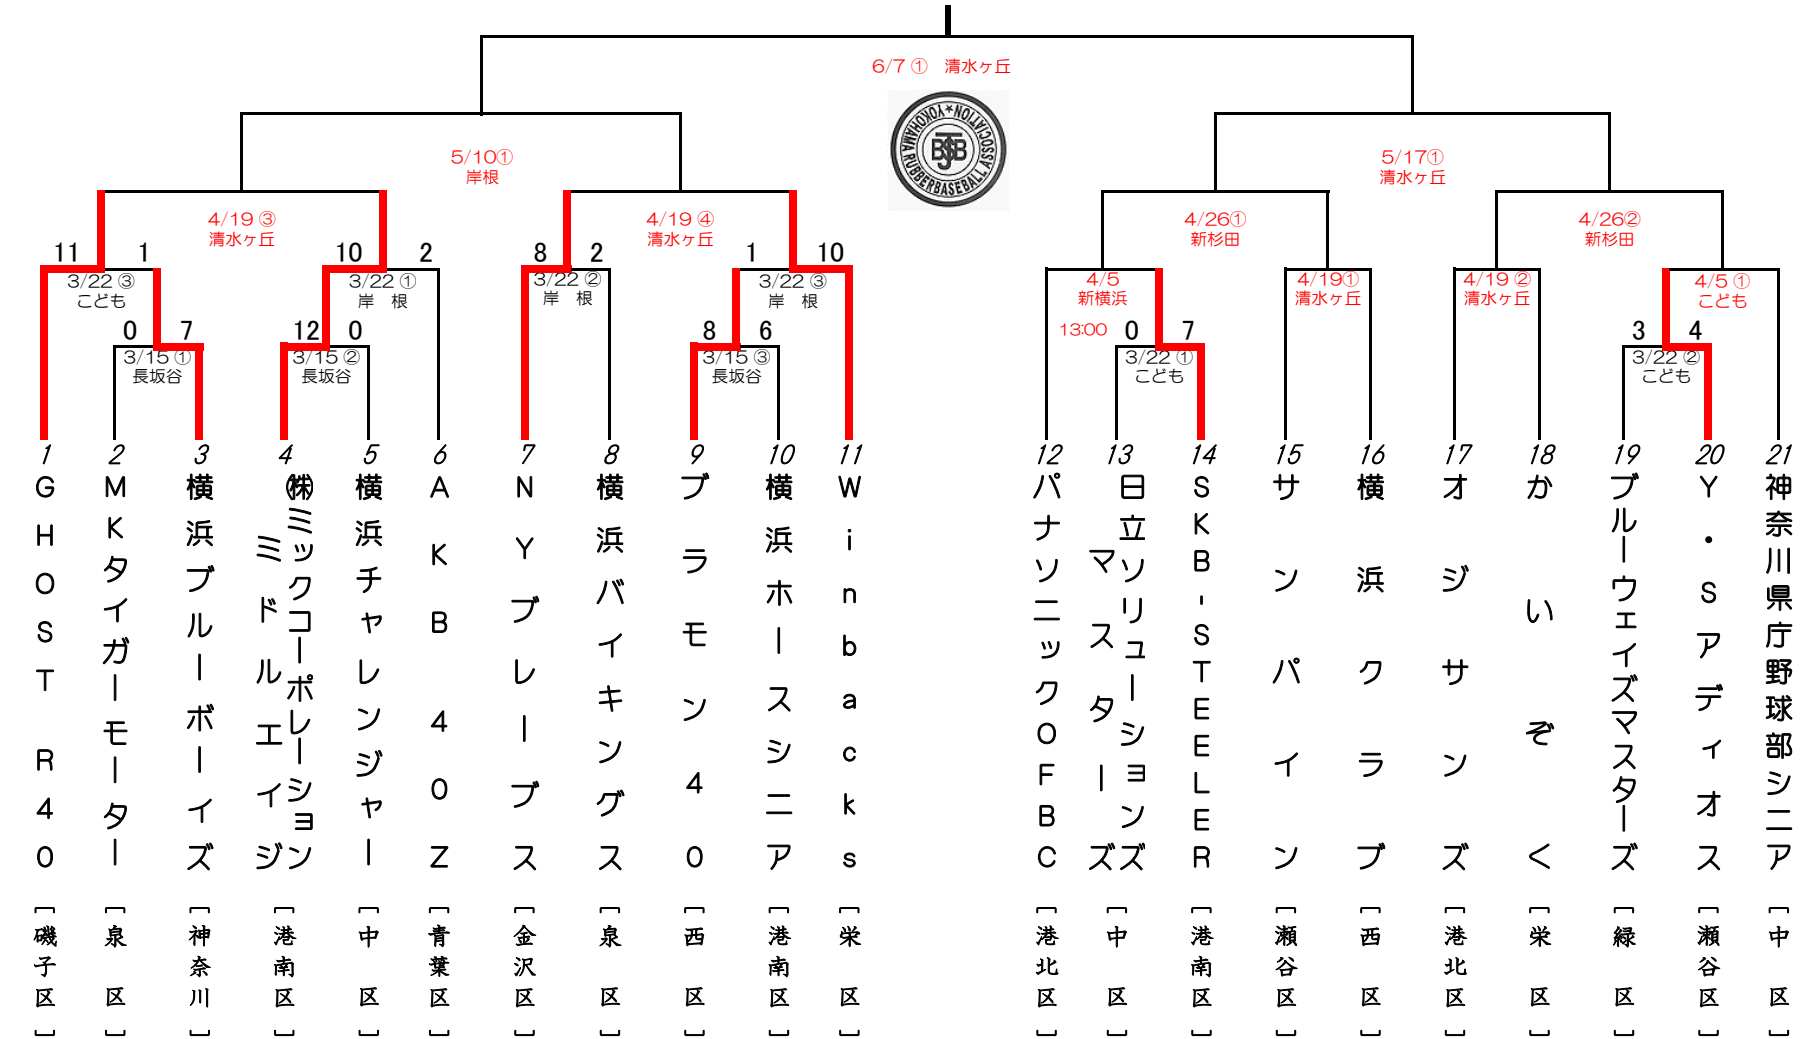 6/7 ①　清水ヶ丘
YOKOHAMA RUBBERBASEBALL ASSOCIATION
5/10①
岸根
5/17①
清水ヶ丘
4/19 ③
清水ヶ丘
4/19 ④
清水ヶ丘
4/26①
新杉田
4/26②
新杉田
11 1 10 2 8 2 1 10
3/22 ③
こども
3/22 ①
岸　根
3/22 ②
岸　根
3/22 ③
岸　根
4/5
新横浜
13:00
4/19①
清水ヶ丘
4/19 ②
清水ヶ丘
4/5 ①
こども
0 7 12 0 8 6 0 7 3 4
3/15 ①
長坂谷
3/15 ②
長坂谷
3/15 ③
長坂谷
3/22 ①
こども
3/22 ②
こども
1
GHOST R40
［磯子区］
2
MKタイガーモーター
［泉区］
3
横浜ブルーボーイズ
［神奈川］
4
㈱ミックコーポレーション
ミドルエイジ
［港南区］
5
横浜チャレンジャー
［中区］
6
AKB 40Z
［青葉区］
7
NYブレーブス
［金沢区］
8
横浜バイキングス
［泉区］
9
ブラモン40
［西区］
10
横浜ホースシニア
［港南区］
11
Winbacks
［栄区］
12
パナソニックOFBC
［港北区］
13
日立ソリューションズ
マスターズ
［中区］
14
SKB-STEELER
［港南区］
15
サンパイン
［瀬谷区］
16
横浜クラブ
［西区］
17
オジサンズ
［港北区］
18
かいぞく
［栄区］
19
ブルーウェイズマスターズ
［緑区］
20
Y・Sアディオス
［瀬谷区］
21
神奈川県庁野球部シニア
［中区］